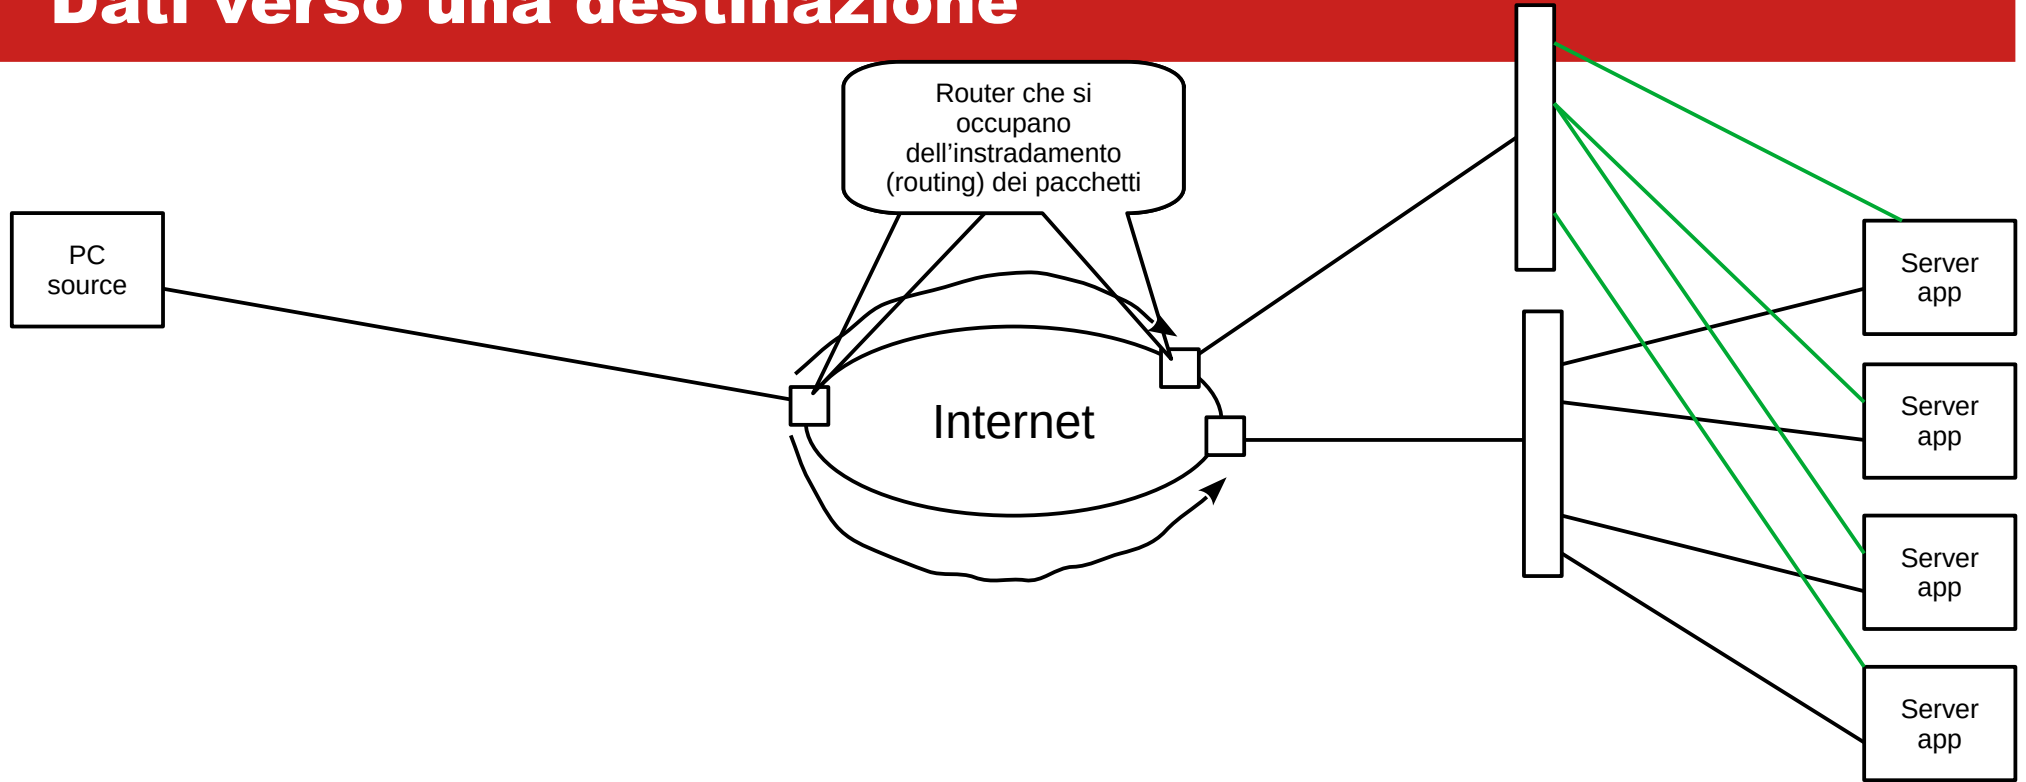 Dati verso una destinazione
Router che si
occupano
dell’instradamento
(routing) dei pacchetti
PC
source
Internet
Server
app
Server
app
Server
app
Server
app